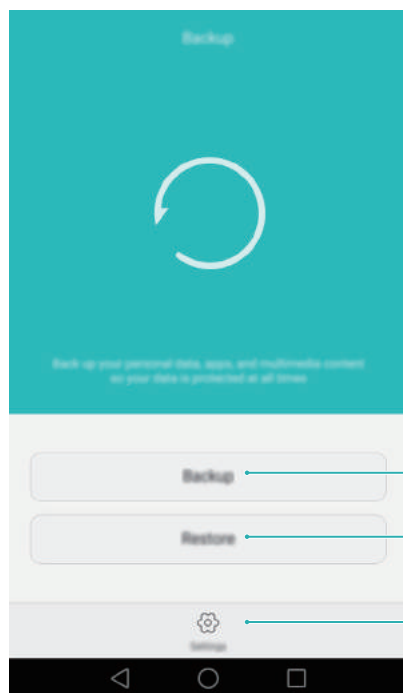 Backup
Back up your personal data, apps, and multimedia content
so your data is protected at all times
Backup
Restore
Settings